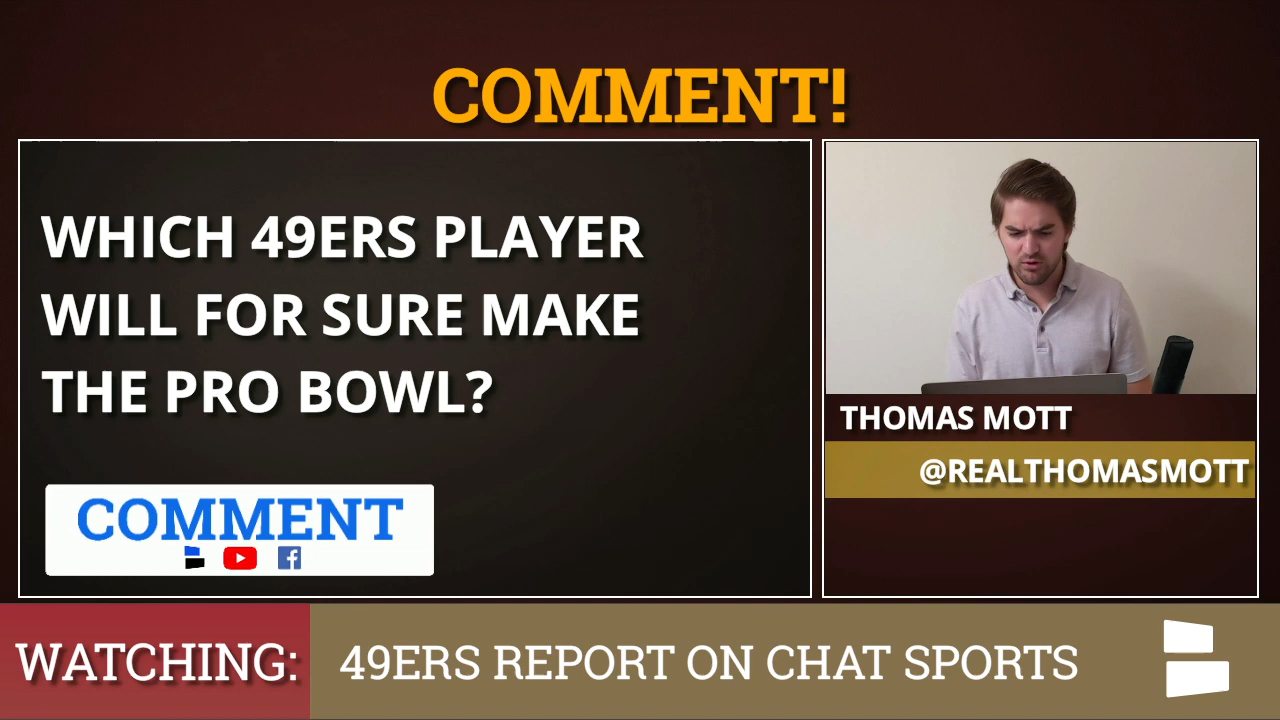 COMMENT!
WHICH 49ERS PLAYER
WILL FOR SURE MAKE
THE PRO BOWL?
COMMENT
THOMAS MOTT
@REALTHOMASMOTT
WATCHING: 49ERS REPORT ON CHAT SPORTS